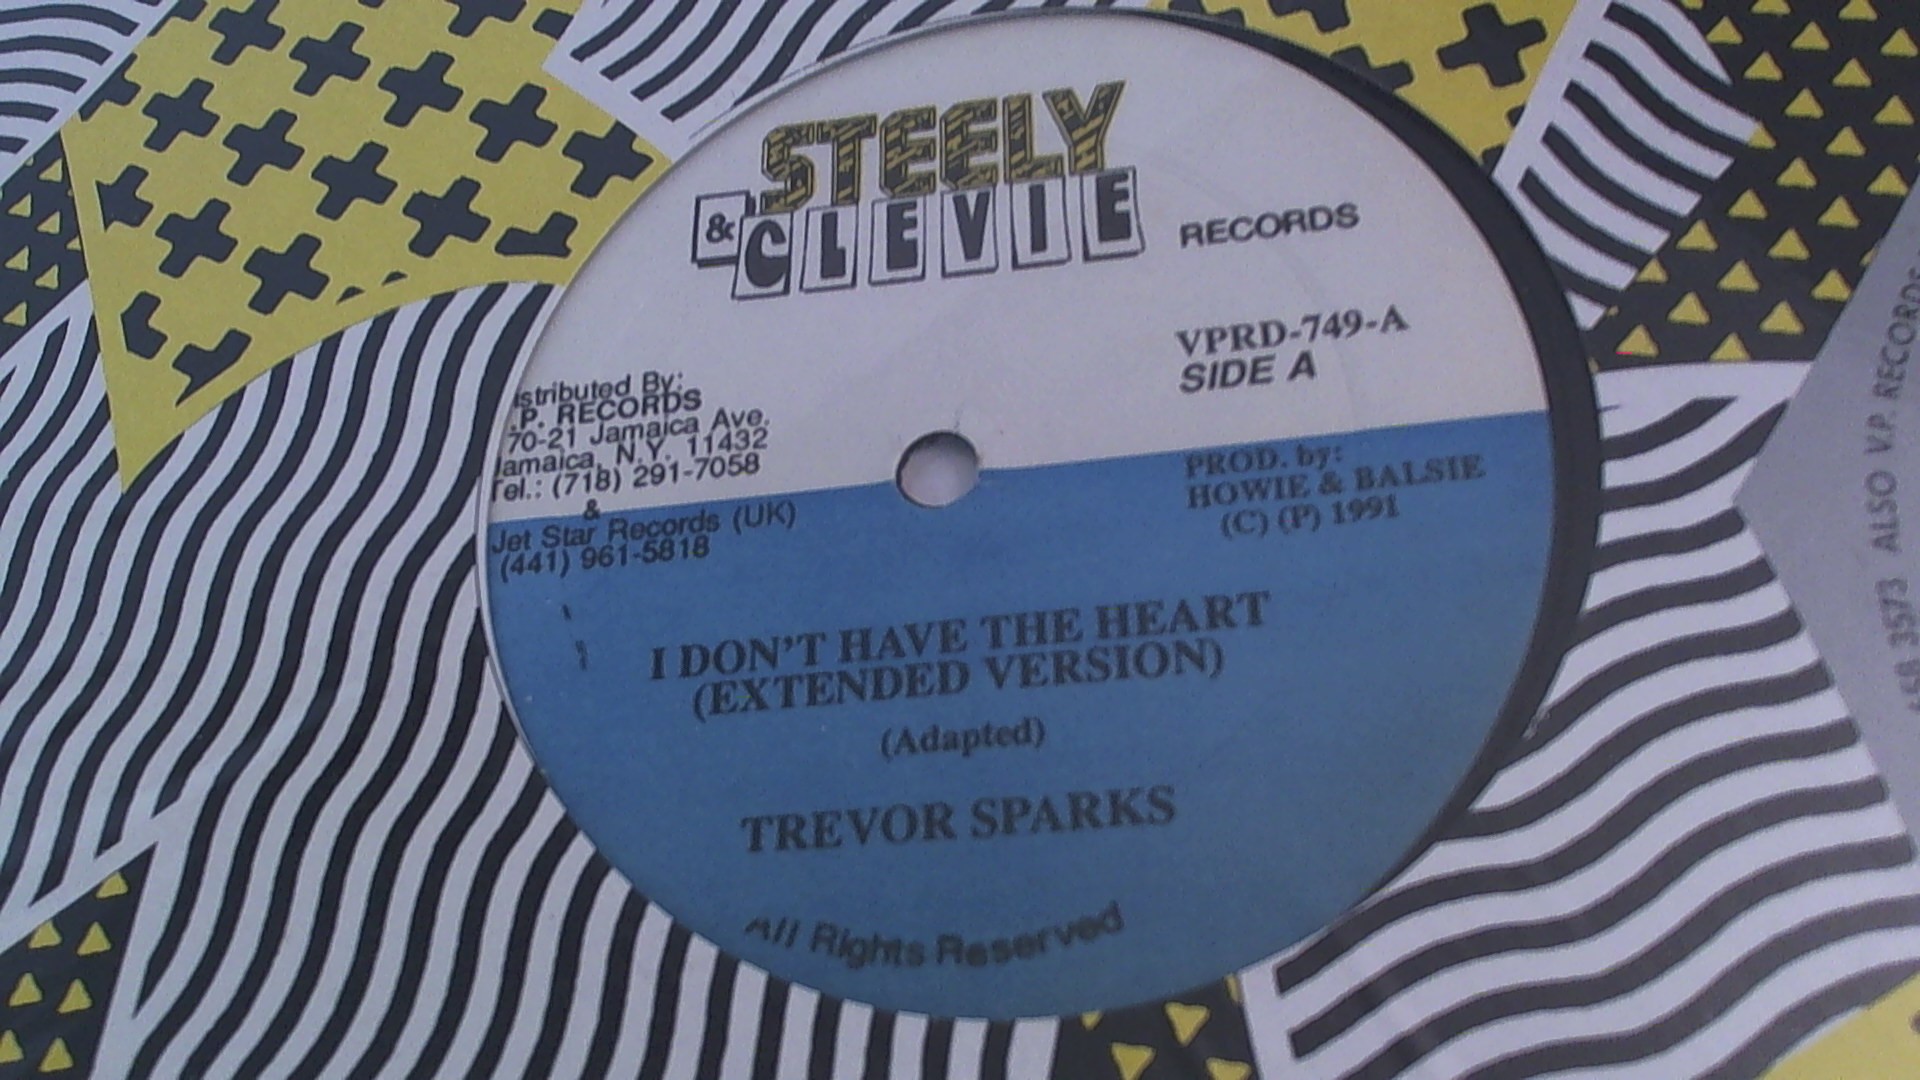 STEELY
& CLEVIE
RECORDS
VPRD-749-A
SIDE A
istributed By:
.P. RECORDS
70-21 Jamaica Ave.
Jamaica, N.Y. 11432
Tel.: (718) 291-7058
&
Jet Star Records (UK)
(441) 961-5818
PROD. by:
HOWIE & BALSIE
(C) (P) 1991
I DON'T HAVE THE HEART
(EXTENDED VERSION)
(Adapted)
TREVOR SPARKS
All Rights Reserved
3573 ALSO V.P. RECORDS